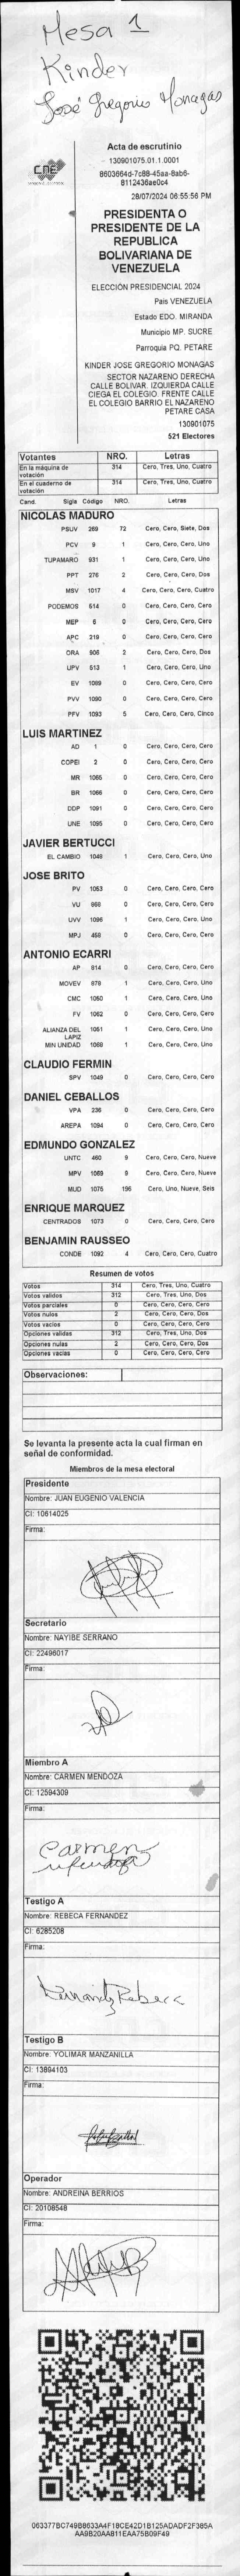 Mesa 1
Kinder
José Gregorio Monagas
CNE
Acta de escrutinio
130901075.01.1.0001
8603664d-7c88-45aa-8ab6-
8112436ae0c4
28/07/2024 06:55:56 PM
PRESIDENTA O
PRESIDENTE DE LA
REPUBLICA
BOLIVARIANA DE
VENEZUELA
ELECCIÓN PRESIDENCIAL 2024
Pais VENEZUELA
Estado EDO. MIRANDA
Municipio MP. SUCRE
Parroquia PQ. PETARE
KINDER JOSE GREGORIO MONAGAS
SECTOR NAZARENO DERECHA
CALLE BOLIVAR. IZQUIERDA CALLE
CIEGA EL COLEGIO. FRENTE CALLE
EL COLEGIO BARRIO EL NAZARENO
PETARE CASA
130901075
521 Electores
Votantes NRO. Letras
En la máquina de votación 314 Cero, Tres, Uno, Cuatro
En el cuaderno de votación 314 Cero, Tres, Uno, Cuatro
Cand. Sigla Código NRO. Letras
NICOLAS MADURO
PSUV 269 72 Cero, Cero, Siete, Dos
PCV 9 1 Cero, Cero, Cero, Uno
TUPAMARO 931 1 Cero, Cero, Cero, Uno
PPT 276 2 Cero, Cero, Cero, Dos
MSV 1017 4 Cero, Cero, Cero, Cuatro
PODEMOS 514 0 Cero, Cero, Cero, Cero
MEP 6 0 Cero, Cero, Cero, Cero
APC 219 0 Cero, Cero, Cero, Cero
ORA 906 2 Cero, Cero, Cero, Dos
UPV 513 1 Cero, Cero, Cero, Uno
EV 1089 0 Cero, Cero, Cero, Cero
PVV 1090 0 Cero, Cero, Cero, Cero
PFV 1093 5 Cero, Cero, Cero, Cinco
LUIS MARTINEZ
AD 1 0 Cero, Cero, Cero, Cero
COPEI 2 0 Cero, Cero, Cero, Cero
MR 1065 0 Cero, Cero, Cero, Cero
BR 1066 0 Cero, Cero, Cero, Cero
DDP 1091 0 Cero, Cero, Cero, Cero
UNE 1095 0 Cero, Cero, Cero, Cero
JAVIER BERTUCCI
EL CAMBIO 1048 1 Cero, Cero, Cero, Uno
JOSE BRITO
PV 1053 0 Cero, Cero, Cero, Cero
VU 968 0 Cero, Cero, Cero, Cero
UVV 1096 1 Cero, Cero, Cero, Uno
MPJ 458 0 Cero, Cero, Cero, Cero
ANTONIO ECARRI
AP 814 0 Cero, Cero, Cero, Cero
MOVEV 878 1 Cero, Cero, Cero, Uno
CMC 1050 1 Cero, Cero, Cero, Uno
FV 1062 0 Cero, Cero, Cero, Cero
ALIANZA DEL LAPIZ 1051 1 Cero, Cero, Cero, Uno
MIN UNIDAD 1068 1 Cero, Cero, Cero, Uno
CLAUDIO FERMIN
SPV 1049 0 Cero, Cero, Cero, Cero
DANIEL CEBALLOS
VPA 236 0 Cero, Cero, Cero, Cero
AREPA 1094 0 Cero, Cero, Cero, Cero
EDMUNDO GONZALEZ
UNTC 460 9 Cero, Cero, Cero, Nueve
MPV 1069 9 Cero, Cero, Cero, Nueve
MUD 1075 196 Cero, Uno, Nueve, Seis
ENRIQUE MARQUEZ
CENTRADOS 1073 0 Cero, Cero, Cero, Cero
BENJAMIN RAUSSEO
CONDE 1092 4 Cero, Cero, Cero, Cuatro
Resumen de votos
Votos 314 Cero, Tres, Uno, Cuatro
Votos validos 312 Cero, Tres, Uno, Dos
Votos parciales 0 Cero, Cero, Cero, Cero
Votos nulos 2 Cero, Cero, Cero, Dos
Votos vacios 0 Cero, Cero, Cero, Cero
Opciones validas 312 Cero, Tres, Uno, Dos
Opciones nulas 2 Cero, Cero, Cero, Dos
Opciones vacias 0 Cero, Cero, Cero, Cero
Observaciones:
Se levanta la presente acta la cual firman en
señal de conformidad.
Miembros de la mesa electoral
Presidente
Nombre: JUAN EUGENIO VALENCIA
CI: 10614025
Firma:
Secretario
Nombre: NAYIBE SERRANO
CI: 22496017
Firma:
Miembro A
Nombre: CARMEN MENDOZA
CI: 12594309
Firma:
Carmen
Mendoza
Testigo A
Nombre: REBECA FERNANDEZ
CI: 6285208
Firma:
Fernandez Rebeca
Testigo B
Nombre: YOLIMAR MANZANILLA
CI: 13894103
Firma:
Operador
Nombre: ANDREINA BERRIOS
CI: 20108548
Firma:
063377BC749B8633A4F18CE42D1B125ADADF2F385A
AA9B20AA811EAA75B09F49